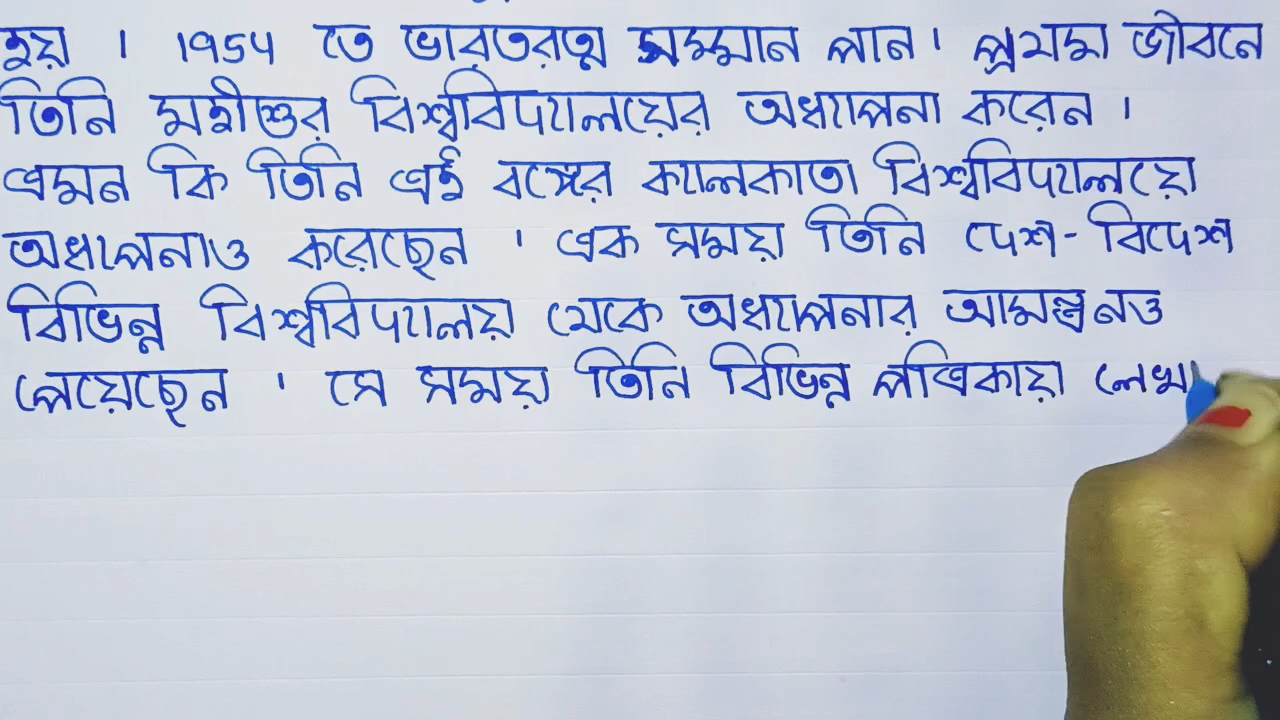 হয় । 1954 তে ভারতরত্ন সম্মান পান। প্রথম জীবনে
তিনি মহীশুর বিশ্ববিদ্যালয়ের অধ্যাপনা করেন ।
এমন কি তিনি এই বঙ্গের ক্যালকাতা বিশ্ববিদ্যালয়ে
অধ্যাপনাও করেছেন । এক সময় তিনি দেশ-বিদেশ
বিভিন্ন বিশ্ববিদ্যালয় থেকে অধ্যাপনার আমন্ত্রনও
পেয়েছেন । সে সময় তিনি বিভিন্ন পত্রিকায় লেখা